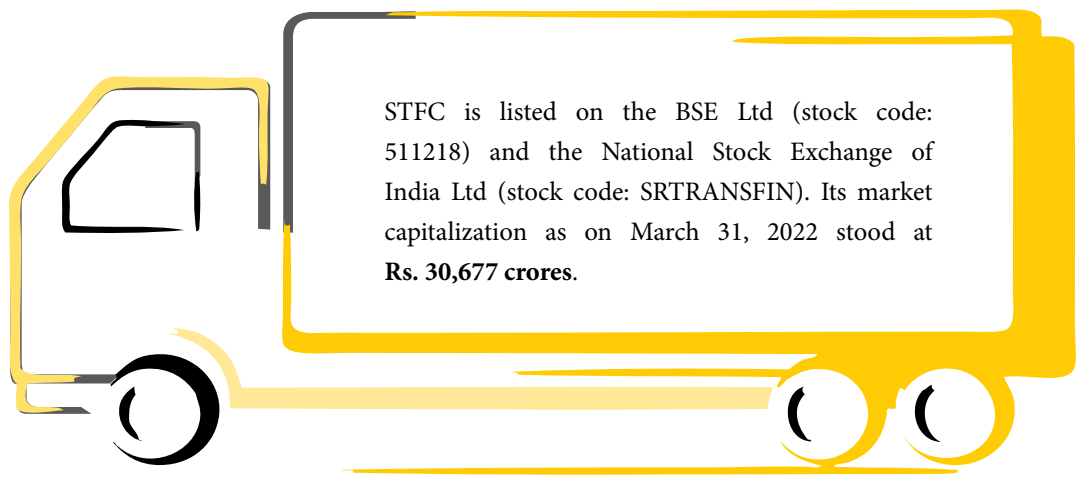 STFC is listed on the BSE Ltd (stock code:
511218) and the National Stock Exchange of
India Ltd (stock code: SRTRANSFIN). Its market
capitalization as on March 31, 2022 stood at
Rs. 30,677 crores.